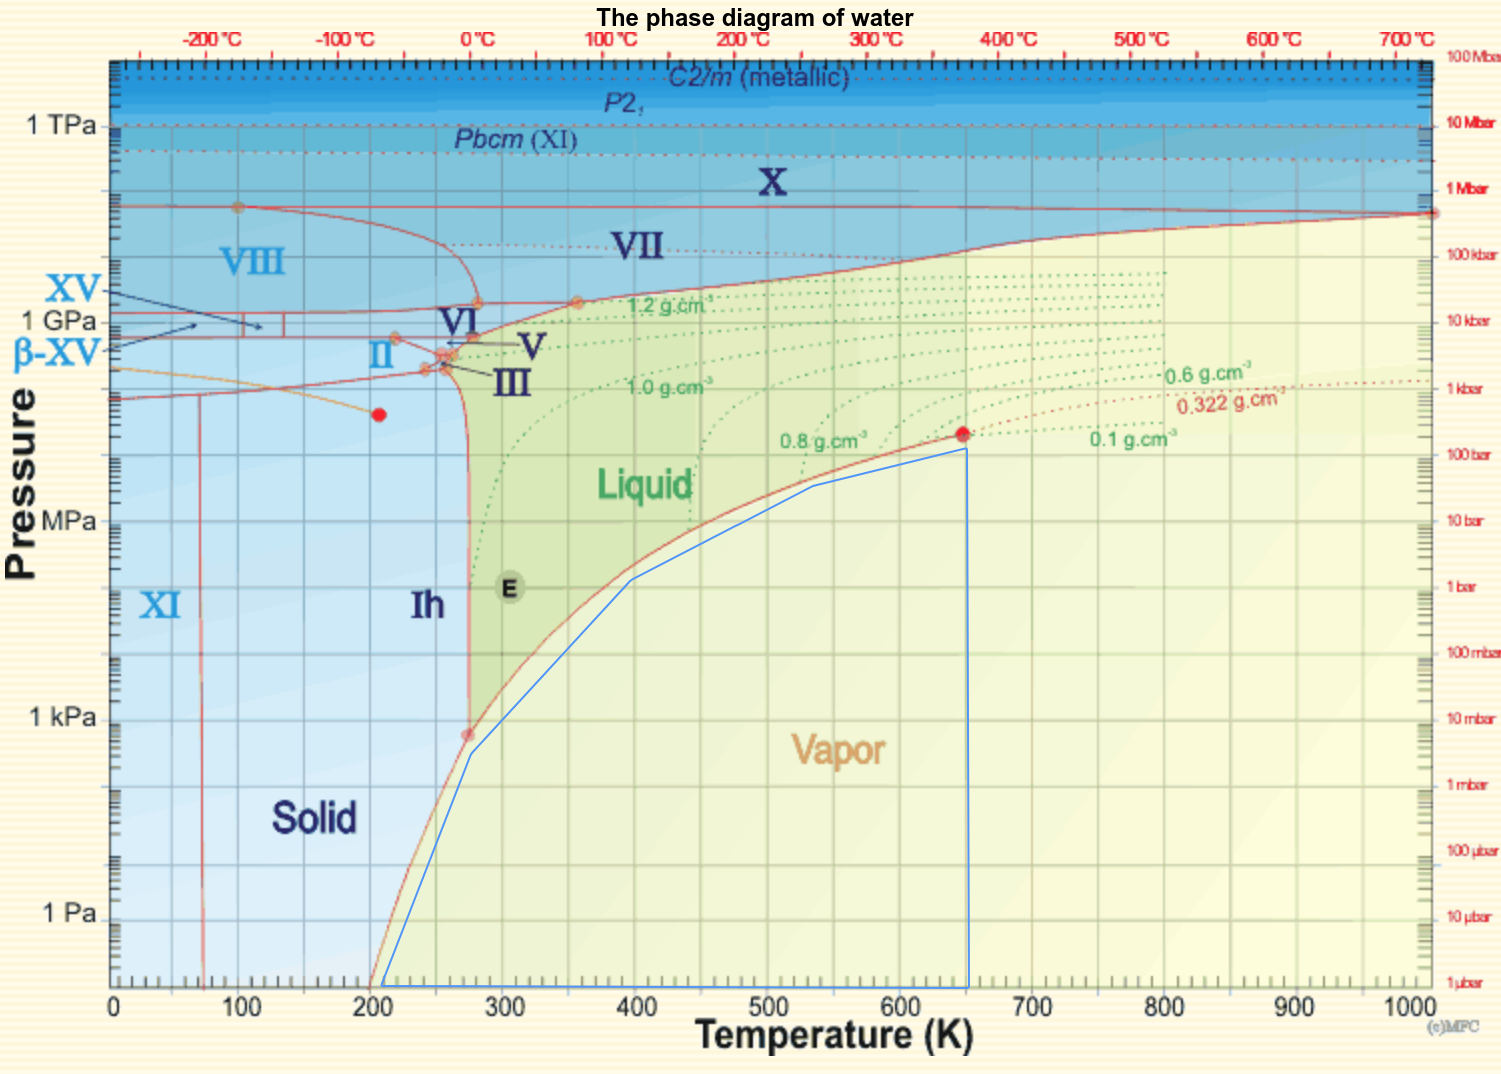 The phase diagram of water
-200 °C -100 °C 0 °C 100 °C 200 °C 300 °C 400 °C 500 °C 600 °C 700 °C
100 Mbar
C2/m (metallic)
P2₁
1 TPa
10 Mbar
Pbcm (XI)
X
1 Mbar
VII
VIII
100 kbar
XV
1.2 g.cm⁻³
1 GPa
VI
10 kbar
β-XV
II
V
III
1.0 g.cm⁻³
0.6 g.cm⁻³
1 kbar
0.322 g.cm⁻³
0.8 g.cm⁻³
0.1 g.cm⁻³
100 bar
Liquid
Pressure
MPa
10 bar
E
1 bar
XI
Ih
100 mbar
1 kPa
10 mbar
Vapor
1 mbar
Solid
100 µbar
1 Pa
10 µbar
1 µbar
0 100 200 300 400 500 600 700 800 900 1000
Temperature (K)
(c)MFC